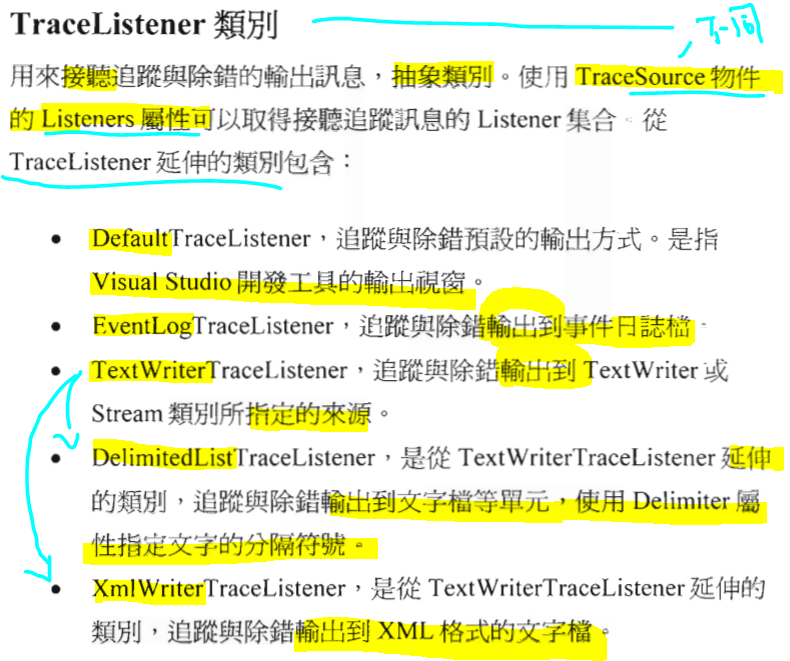 TraceListener 類別
不同
用來接聽追蹤與除錯的輸出訊息，抽象類別。使用 TraceSource 物件
的 Listeners 屬性可以取得接聽追蹤訊息的 Listener 集合。從
TraceListener 延伸的類別包含：
• DefaultTraceListener，追蹤與除錯預設的輸出方式。是指
Visual Studio 開發工具的輸出視窗。
• EventLogTraceListener，追蹤與除錯輸出到事件日誌檔。
• TextWriterTraceListener，追蹤與除錯輸出到 TextWriter 或
Stream 類別所指定的來源。
• DelimitedListTraceListener，是從 TextWriterTraceListener 延伸
的類別，追蹤與除錯輸出到文字檔等單元，使用 Delimiter 屬
性指定文字的分隔符號。
• XmlWriterTraceListener，是從 TextWriterTraceListener 延伸的
類別，追蹤與除錯輸出到 XML 格式的文字檔。